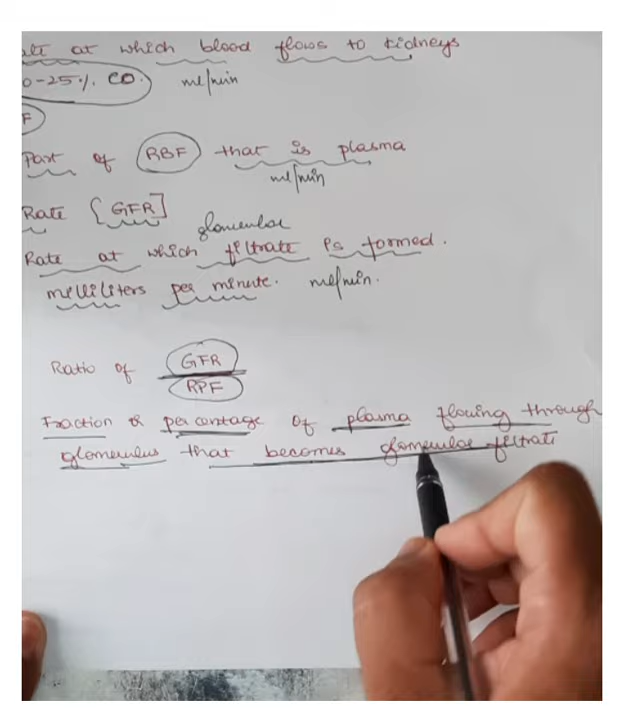 at which blood flows to kidneys
0-25% CO. ml/min
F
Part of RBF that is plasma
ml/min
Rate {GFR]
glomerular
Rate at which filtrate is formed.
milliliters per minute. ml/min.
Ratio of GFR
RPF
Fraction or percentage of plasma flowing through
glomerulus that becomes glomerular filtrate